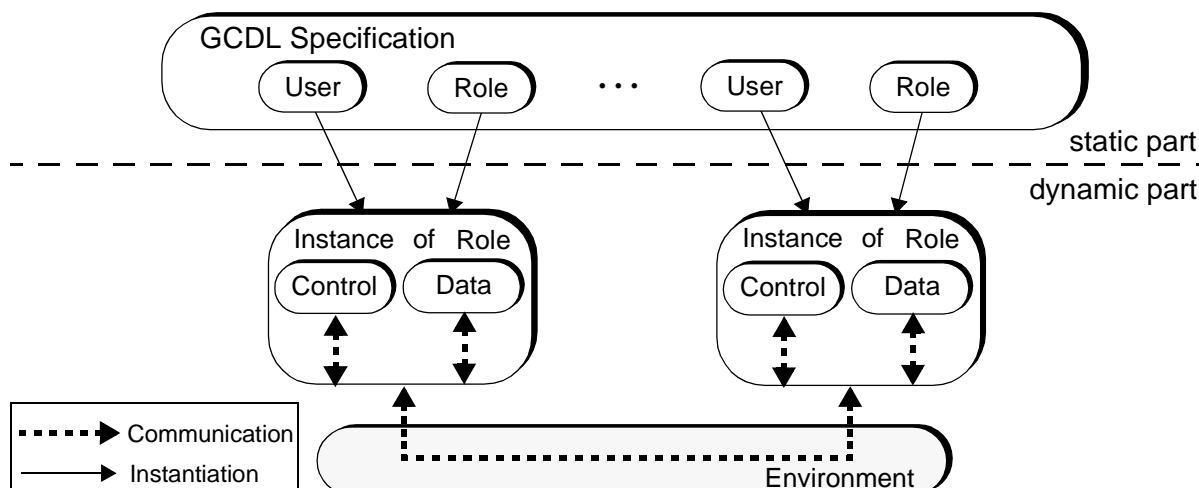 GCDL Specification
User Role ... User Role
static part
dynamic part
Instance of Role Instance of Role
Control Data Control Data
Communication
Instantiation
Environment